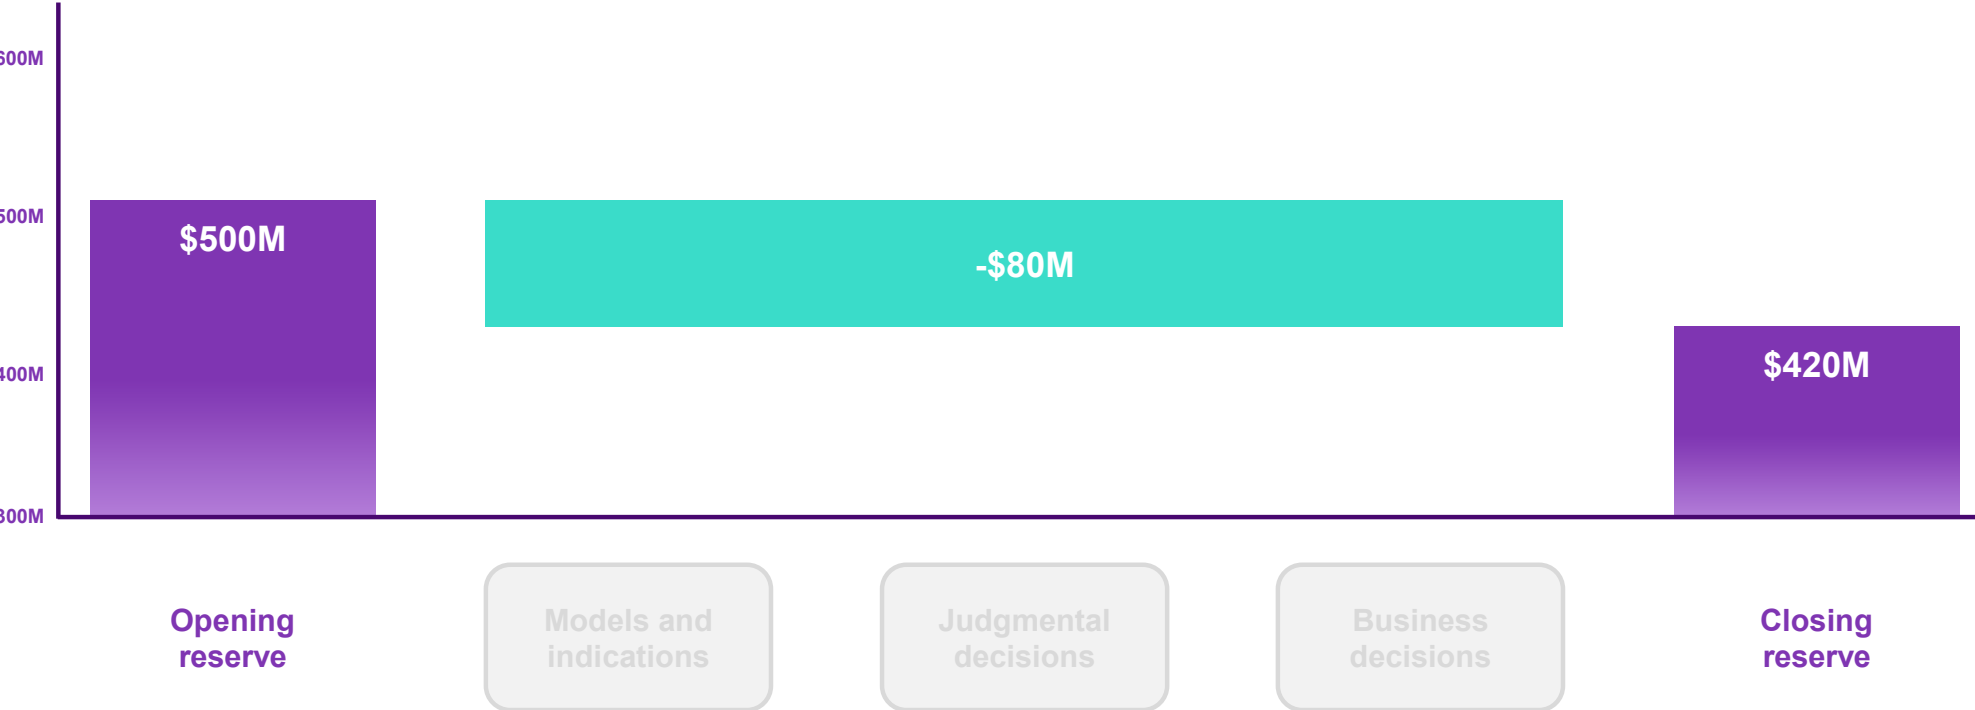 600M
500M
400M
300M
$500M
-$80M
$420M
Opening
reserve
Models and
indications
Judgmental
decisions
Business
decisions
Closing
reserve